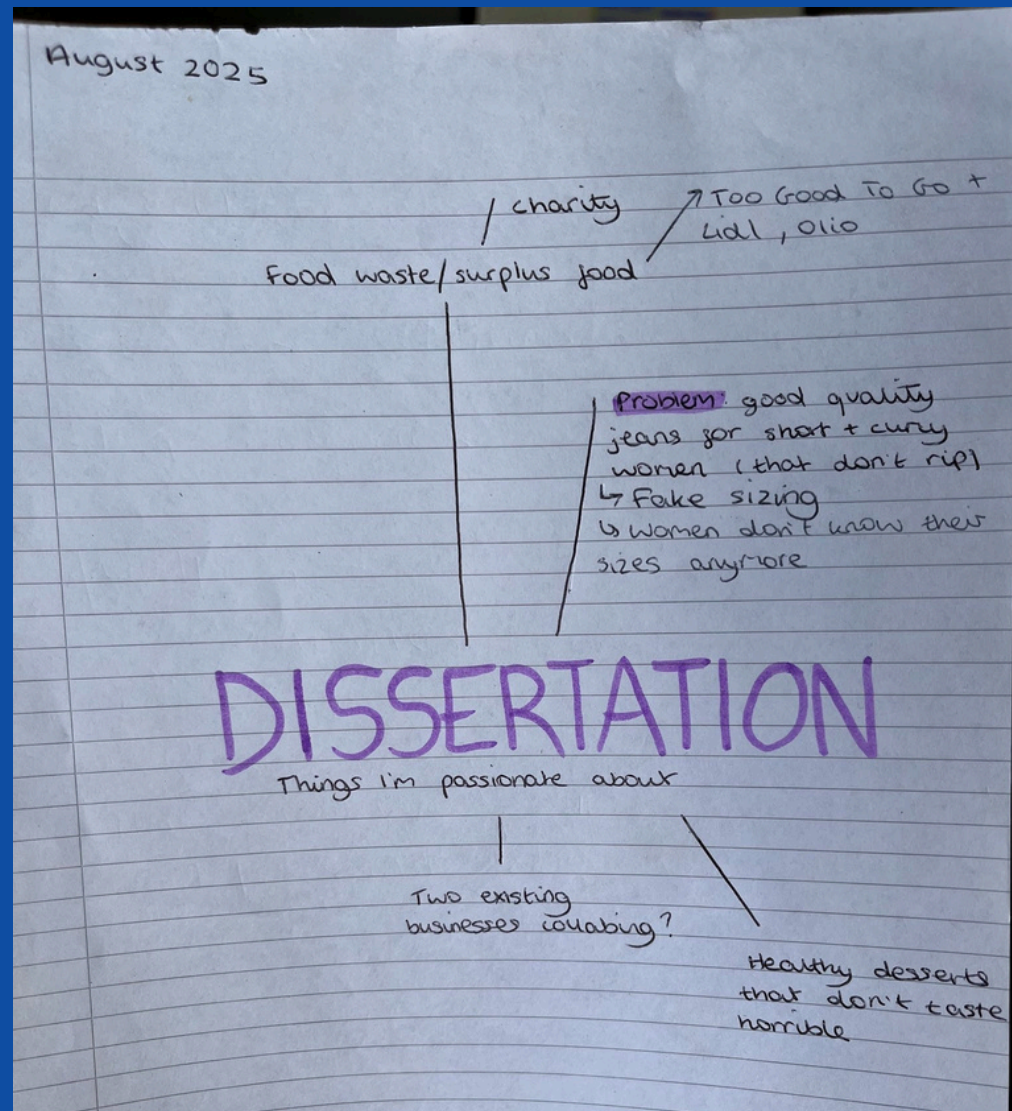 August 2025
charity
Too Good To Go +
Lidl, Olio
Food waste/surplus food
Problem: good quality
jeans for short + curvy
women (that don't rip)
↳ Fake sizing
↳ women don't know their
sizes anymore
DISSERTATION
Things I'm passionate about
Two existing
businesses collabing?
Healthy desserts
that don't taste
horrible